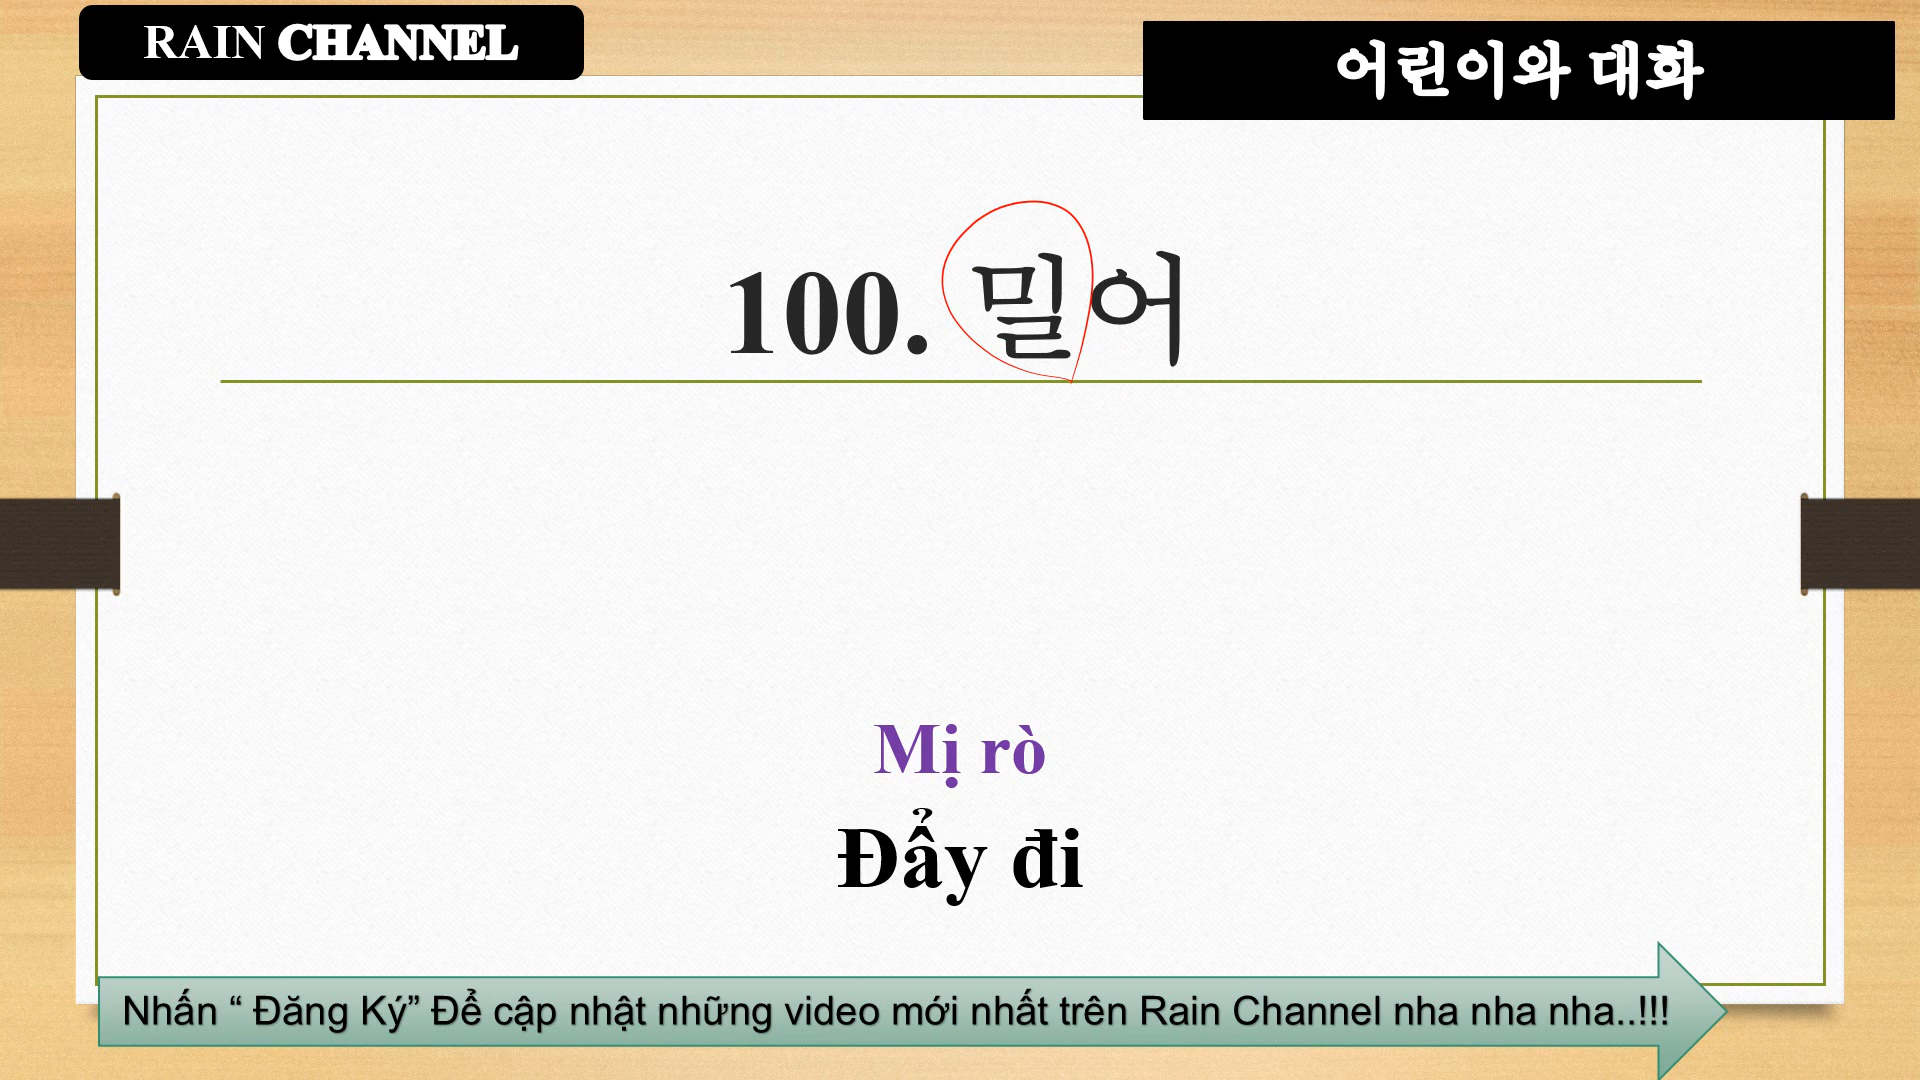 RAIN CHANNEL
어린이와 대화
100. 밀어
Mị rò
Đẩy đi
Nhấn “ Đăng Ký” Để cập nhật những video mới nhất trên Rain Channel nha nha nha..!!!